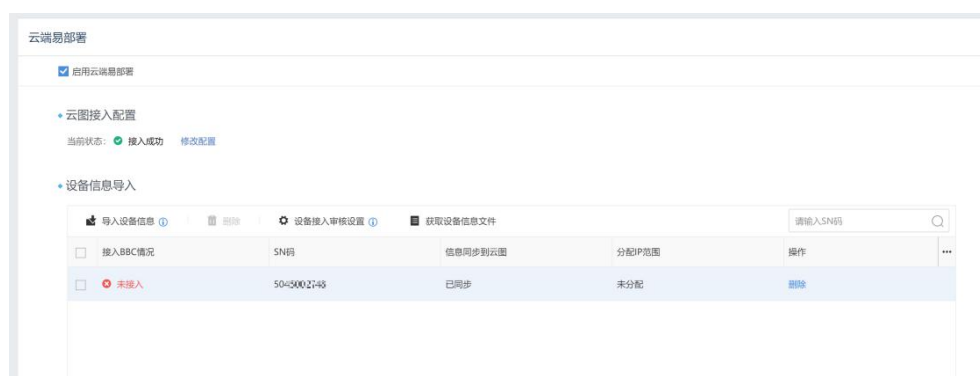 云端易部署
启用云端易部署
云图接入配置
当前状态: 接入成功 修改配置
设备信息导入
导入设备信息 删除 设备接入审核设置 获取设备信息文件 请输入SN码
接入BBC情况 SN码 信息同步到云图 分配IP范围 操作 ...
未接入 5045002748 已同步 未分配 删除